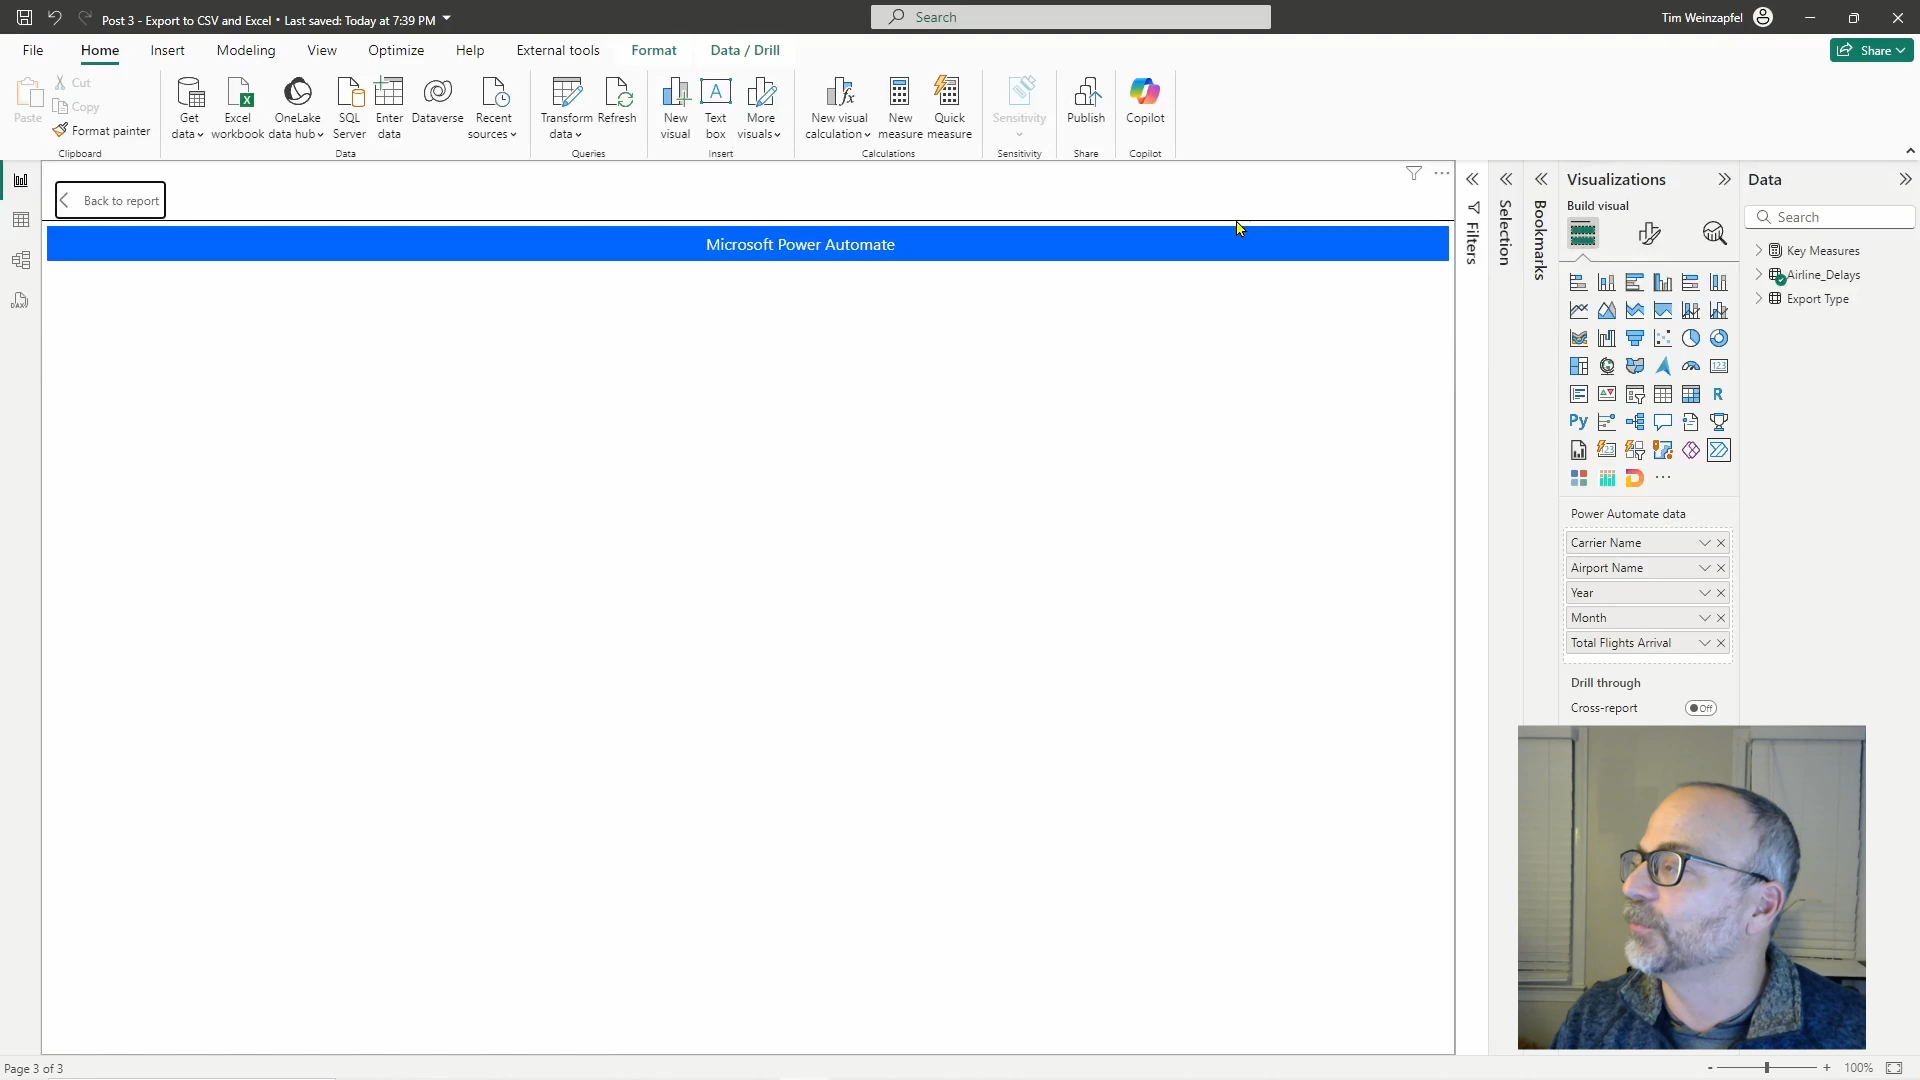 Post 3 - Export to CSV and Excel • Last saved: Today at 7:39 PM
Search
Tim Weinzapfel
File
Home
Insert
Modeling
View
Optimize
Help
External tools
Format
Data / Drill
Share
Paste
Cut
Copy
Format painter
Clipboard
Get
data
Excel
workbook
OneLake
data hub
SQL
Server
Enter
data
Dataverse
Recent
sources
Data
Transform
data
Refresh
Queries
New
visual
Text
box
More
visuals
Insert
New visual
calculation
New
measure
Quick
measure
Calculations
Sensitivity
Sensitivity
Publish
Share
Copilot
Copilot
Back to report
Microsoft Power Automate
Filters
Selection
Bookmarks
Visualizations
Build visual
123
R
Py
Power Automate data
Carrier Name
Airport Name
Year
Month
Total Flights Arrival
Drill through
Cross-report
Off
Data
Search
Key Measures
Airline_Delays
Export Type
DAX
Page 3 of 3
- +
100%